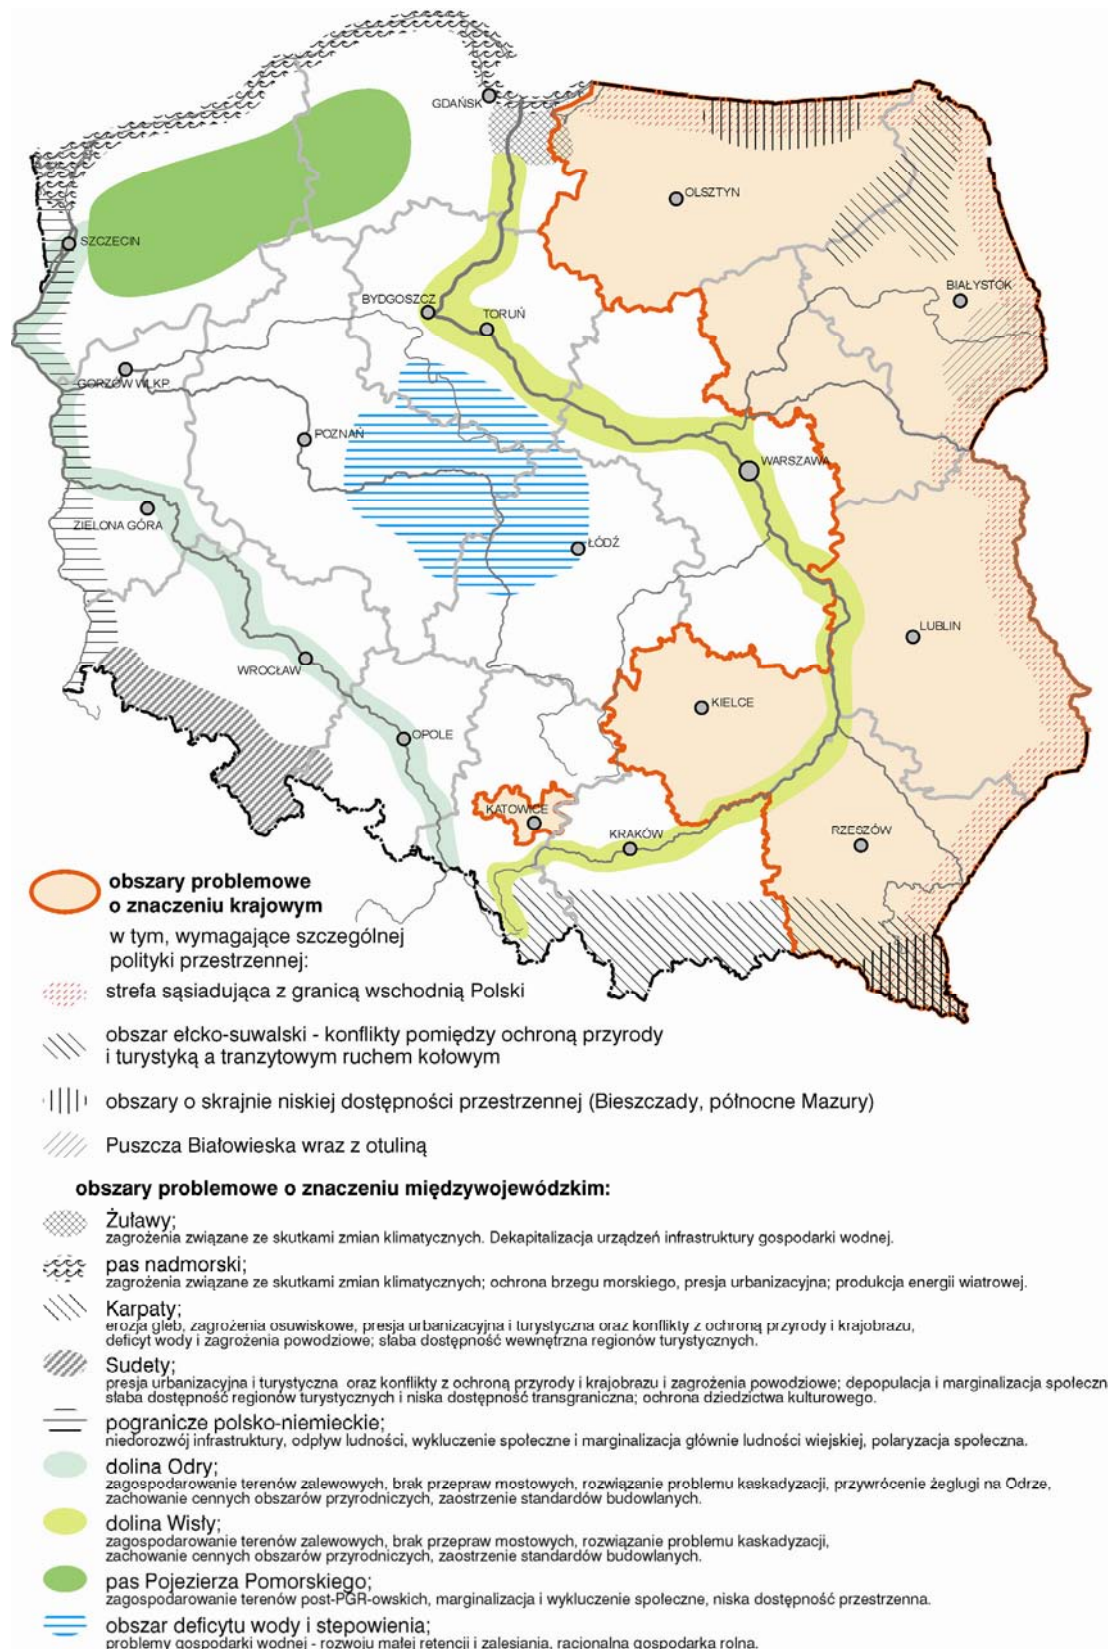 GDAŃSK
OLSZTYN
SZCZECIN
BIAŁYSTOK
BYDGOSZCZ
TORUŃ
GORZÓW WLKP.
POZNAŃ
WARSZAWA
ZIELONA GÓRA
ŁÓDŹ
LUBLIN
WROCŁAW
KIELCE
OPOLE
KATOWICE
KRAKÓW
RZESZÓW
obszary problemowe
o znaczeniu krajowym
w tym, wymagające szczególnej
polityki przestrzennej:
strefa sąsiadująca z granicą wschodnią Polski
obszar ełcko-suwalski - konflikty pomiędzy ochroną przyrody
i turystyką a tranzytowym ruchem kołowym
obszary o skrajnie niskiej dostępności przestrzennej (Bieszczady, północne Mazury)
Puszcza Białowieska wraz z otuliną
obszary problemowe o znaczeniu międzywojewódzkim:
Żuławy;
zagrożenia związane ze skutkami zmian klimatycznych. Dekapitalizacja urządzeń infrastruktury gospodarki wodnej.
pas nadmorski;
zagrożenia związane ze skutkami zmian klimatycznych; ochrona brzegu morskiego, presja urbanizacyjna; produkcja energii wiatrowej.
Karpaty;
erozja gleb, zagrożenia osuwiskowe, presja urbanizacyjna i turystyczna oraz konflikty z ochroną przyrody i krajobrazu,
deficyt wody i zagrożenia powodziowe; słaba dostępność wewnętrzna regionów turystycznych.
Sudety;
presja urbanizacyjna i turystyczna oraz konflikty z ochroną przyrody i krajobrazu i zagrożenia powodziowe; depopulacja i marginalizacja społeczn
słaba dostępność regionów turystycznych i niska dostępność transgraniczna; ochrona dziedzictwa kulturowego.
pogranicze polsko-niemieckie;
niedorozwój infrastruktury, odpływ ludności, wykluczenie społeczne i marginalizacja głównie ludności wiejskiej, polaryzacja społeczna.
dolina Odry;
zagospodarowanie terenów zalewowych, brak przepraw mostowych, rozwiązanie problemu kaskadyzacji, przywrócenie żeglugi na Odrze,
zachowanie cennych obszarów przyrodniczych, zaostrzenie standardów budowlanych.
dolina Wisły;
zagospodarowanie terenów zalewowych, brak przepraw mostowych, rozwiązanie problemu kaskadyzacji,
zachowanie cennych obszarów przyrodniczych, zaostrzenie standardów budowlanych.
pas Pojezierza Pomorskiego;
zagospodarowanie terenów post-PGR-owskich, marginalizacja i wykluczenie społeczne, niska dostępność przestrzenna.
obszar deficytu wody i stepowienia;
problemy gospodarki wodnej - rozwoju małej retencji i zalesiania, racjonalna gospodarka rolna.